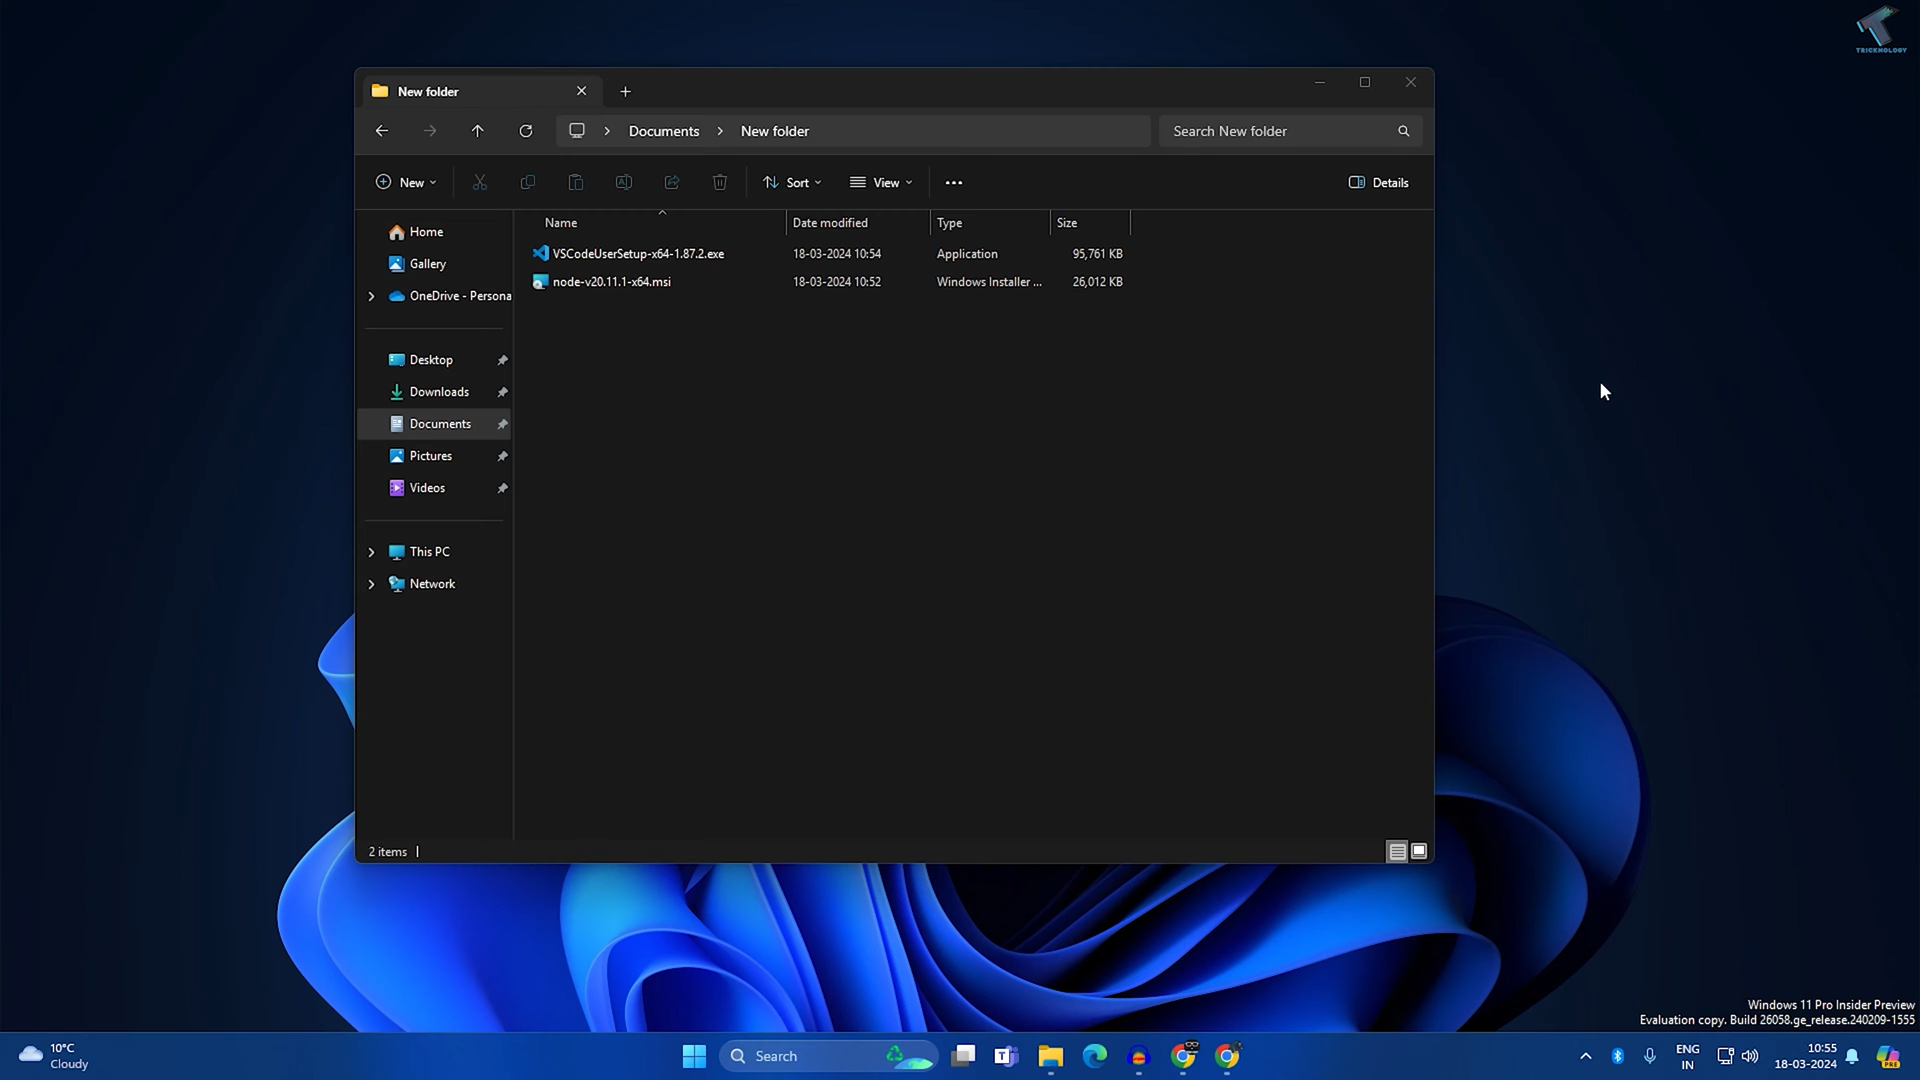 TRICKNOLOGY
New folder
Documents
New folder
Search New folder
New
Sort
View
Details
Name
Date modified
Type
Size
Home
VSCodeUserSetup-x64-1.87.2.exe
18-03-2024 10:54
Application
95,761 KB
Gallery
node-v20.11.1-x64.msi
18-03-2024 10:52
Windows Installer ...
26,012 KB
OneDrive - Persona
Desktop
Downloads
Documents
Pictures
Videos
This PC
Network
2 items
Windows 11 Pro Insider Preview
Evaluation copy. Build 26058.ge_release.240209-1555
10°C
Cloudy
Search
ENG
IN
10:55
18-03-2024
PRE